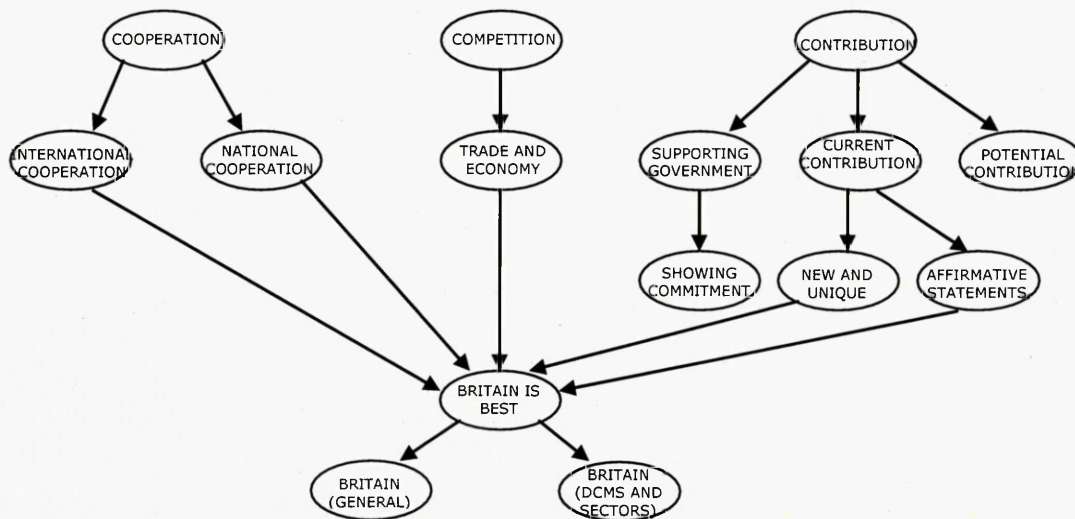 COOPERATION
COMPETITION
CONTRIBUTION
INTERNATIONAL
COOPERATION
NATIONAL
COOPERATION
TRADE AND
ECONOMY
SUPPORTING
GOVERNMENT
CURRENT
CONTRIBUTION
POTENTIAL
CONTRIBUTION
SHOWING
COMMITMENT
NEW AND
UNIQUE
AFFIRMATIVE
STATEMENTS
BRITAIN IS
BEST
BRITAIN
(GENERAL)
BRITAIN
(DCMS AND
SECTORS)